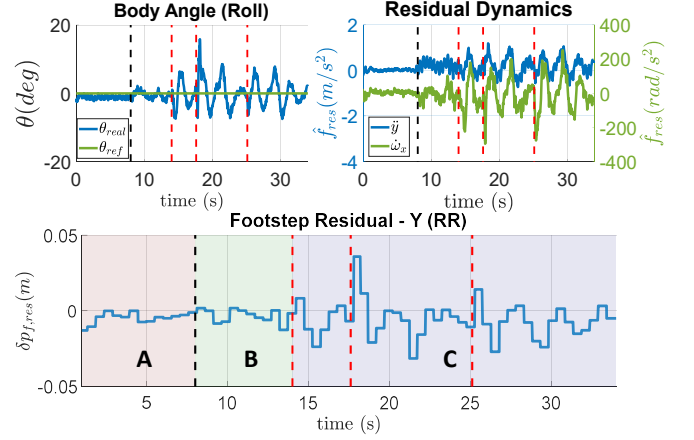 Body Angle (Roll)
θ(deg)
20
0
-20
θreal
θref
0 10 20 30
time (s)
Residual Dynamics
f̂res(m/s²)
2
0
-2
-4
ÿ
ω̇x
400
200
0
-200
-400
f̂res(rad/s²)
0 10 20 30
time (s)
Footstep Residual - Y (RR)
δpf,res(m)
0.05
0
-0.05
A B C
5 10 15 20 25 30
time (s)